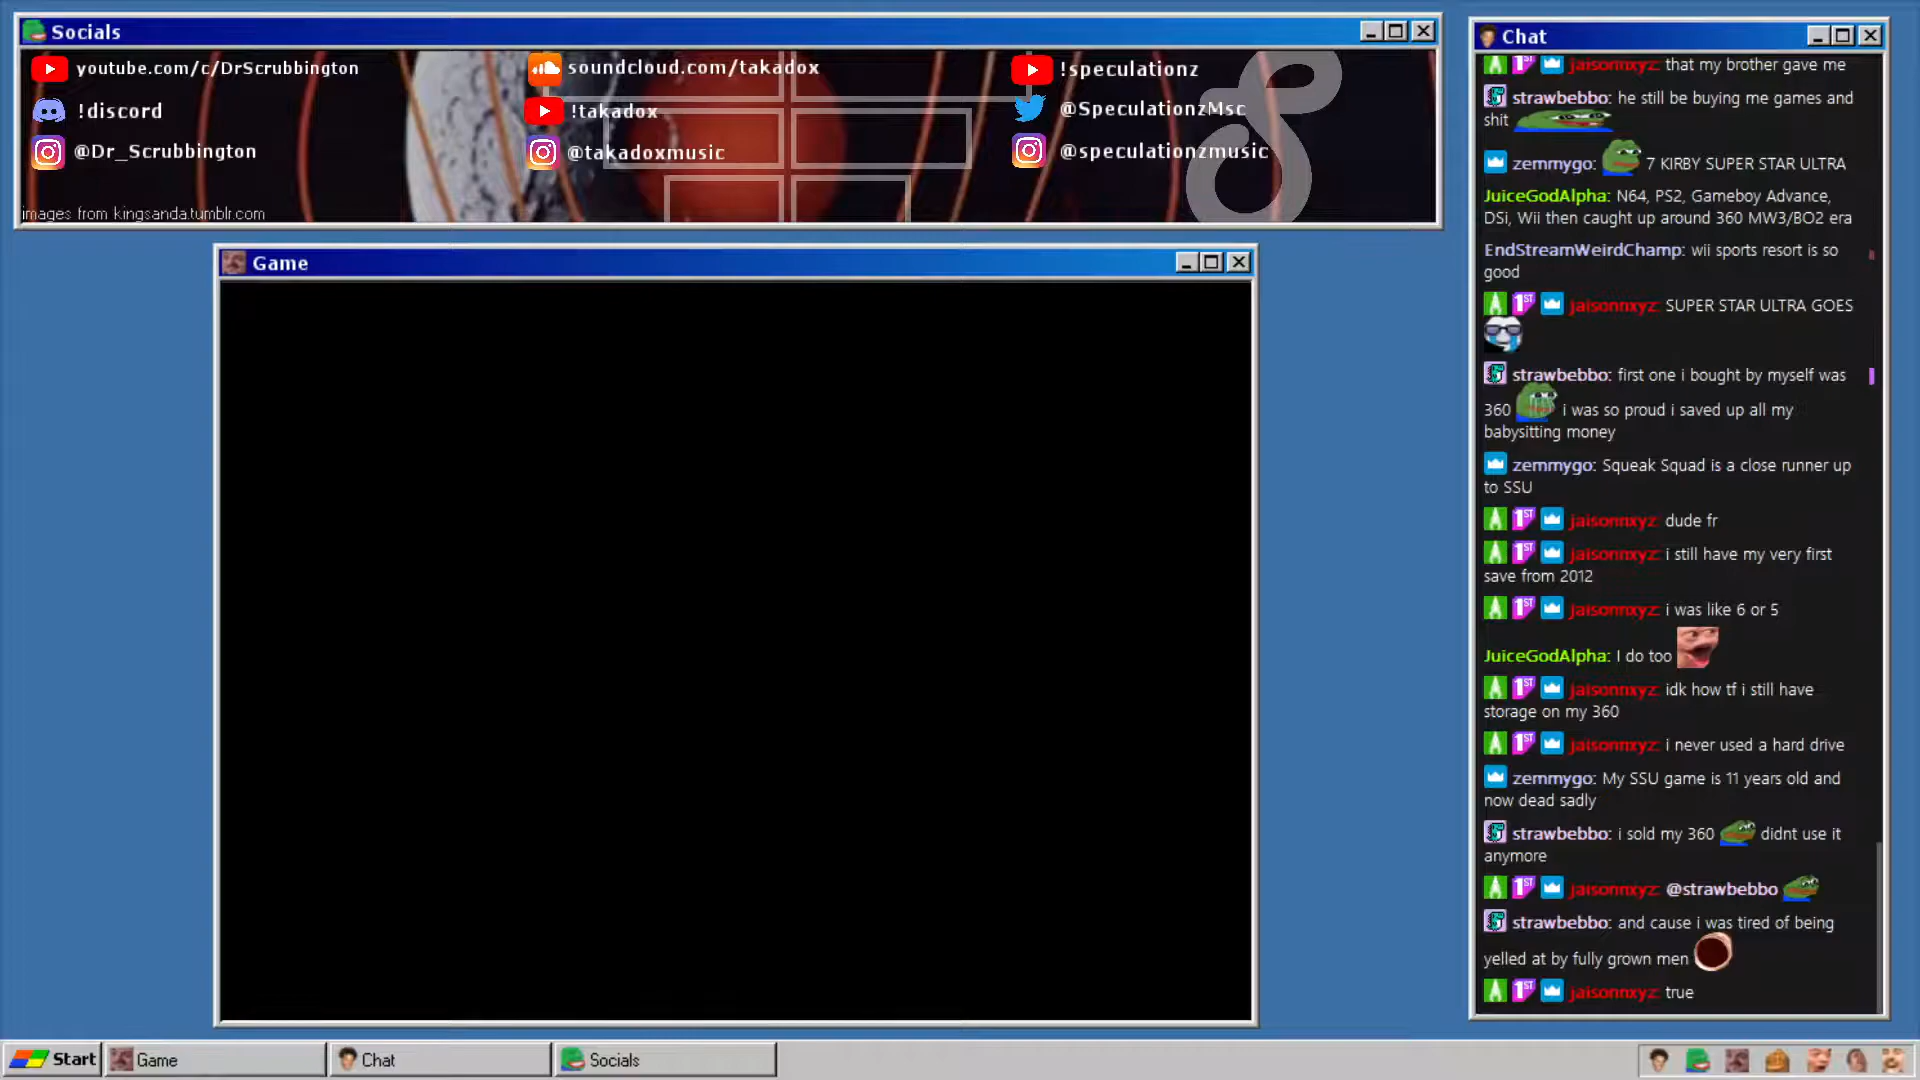 Socials
youtube.com/c/DrScrubbington
soundcloud.com/takadox
!speculationz
!discord
!takadox
@SpeculationzMsc
@Dr_Scrubbington
@takadoxmusic
@speculationzmusic
images from kingsanda.tumblr.com
Game
Chat
jaisonnxyz: that my brother gave me
strawbebbo: he still be buying me games and
shit
zemmygo: 7 KIRBY SUPER STAR ULTRA
JuiceGodAlpha: N64, PS2, Gameboy Advance,
DSi, Wii then caught up around 360 MW3/BO2 era
EndStreamWeirdChamp: wii sports resort is so
good
1ST jaisonnxyz: SUPER STAR ULTRA GOES
strawbebbo: first one i bought by myself was
360 i was so proud i saved up all my
babysitting money
zemmygo: Squeak Squad is a close runner up
to SSU
1ST jaisonnxyz: dude fr
1ST jaisonnxyz: i still have my very first
save from 2012
1ST jaisonnxyz: i was like 6 or 5
JuiceGodAlpha: I do too
1ST jaisonnxyz: idk how tf i still have
storage on my 360
1ST jaisonnxyz: i never used a hard drive
zemmygo: My SSU game is 11 years old and
now dead sadly
strawbebbo: i sold my 360 didnt use it
anymore
1ST jaisonnxyz: @strawbebbo
strawbebbo: and cause i was tired of being
yelled at by fully grown men
1ST jaisonnxyz: true
Start
Game
Chat
Socials